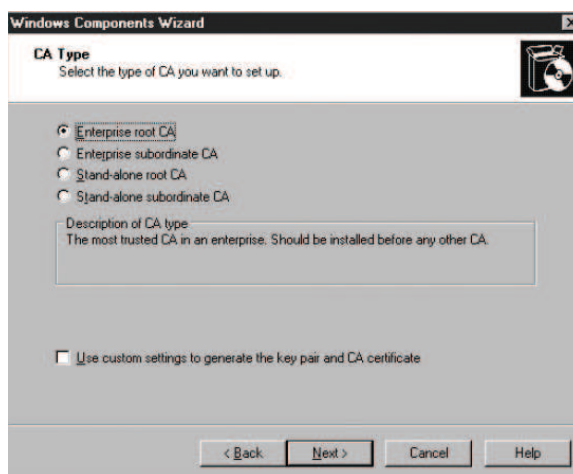 Windows Components Wizard
CA Type
Select the type of CA you want to set up.
Enterprise root CA
Enterprise subordinate CA
Stand-alone root CA
Stand-alone subordinate CA
Description of CA type
The most trusted CA in an enterprise. Should be installed before any other CA.
Use custom settings to generate the key pair and CA certificate
< Back Next > Cancel Help